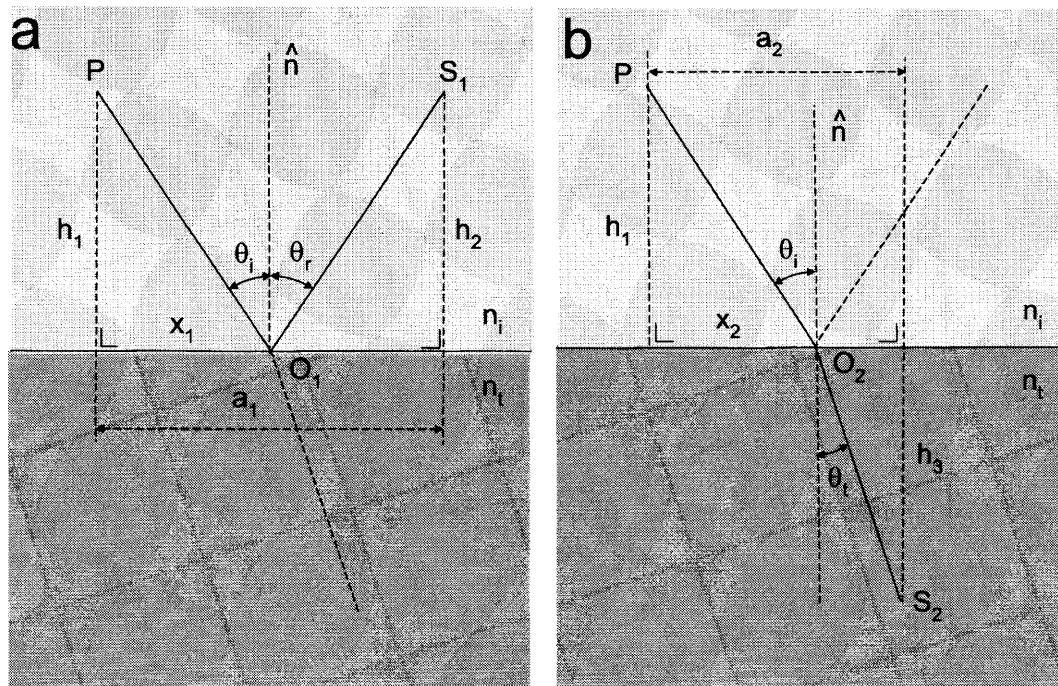 a
n̂
P
S₁
h₁
θᵢ
θᵣ
h₂
x₁
nᵢ
O₁
nₜ
a₁
b
a₂
P
n̂
h₁
θᵢ
x₂
nᵢ
O₂
nₜ
h₃
θₜ
S₂